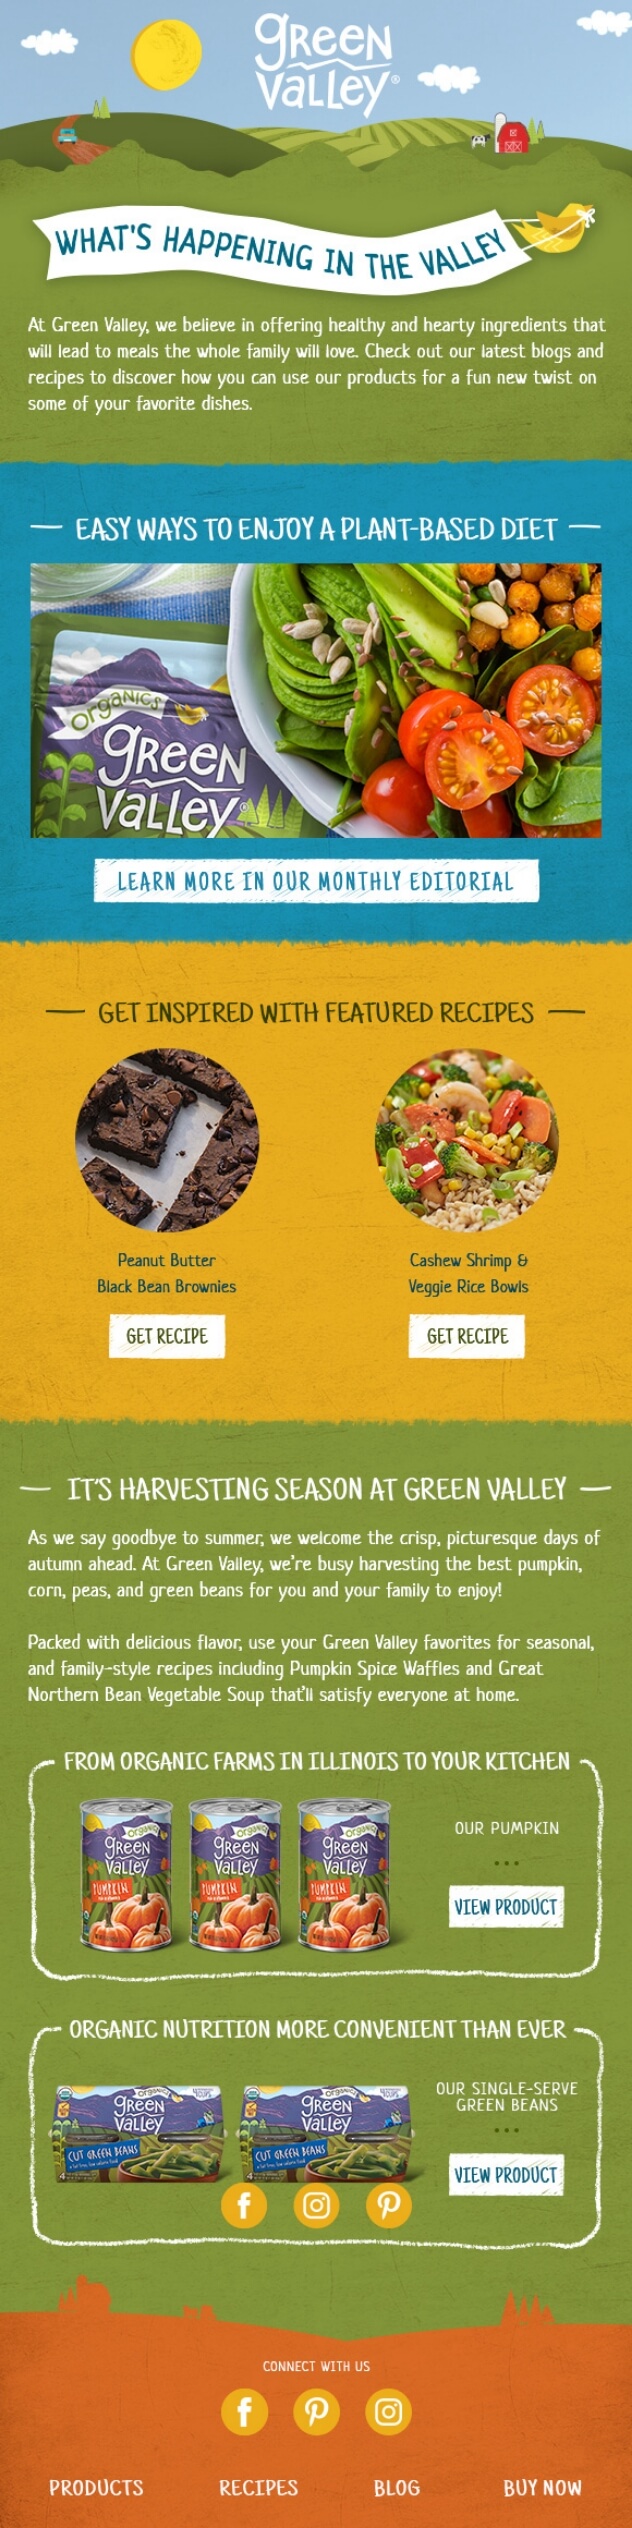 green
valley®
WHAT'S HAPPENING IN THE VALLEY
At Green Valley, we believe in offering healthy and hearty ingredients that
will lead to meals the whole family will love. Check out our latest blogs and
recipes to discover how you can use our products for a fun new twist on
some of your favorite dishes.
EASY WAYS TO ENJOY A PLANT-BASED DIET
Organics
green
valley®
LEARN MORE IN OUR MONTHLY EDITORIAL
GET INSPIRED WITH FEATURED RECIPES
Peanut Butter
Black Bean Brownies
GET RECIPE
Cashew Shrimp &
Veggie Rice Bowls
GET RECIPE
IT'S HARVESTING SEASON AT GREEN VALLEY
As we say goodbye to summer, we welcome the crisp, picturesque days of
autumn ahead. At Green Valley, we're busy harvesting the best pumpkin,
corn, peas, and green beans for you and your family to enjoy!
Packed with delicious flavor, use your Green Valley favorites for seasonal,
and family-style recipes including Pumpkin Spice Waffles and Great
Northern Bean Vegetable Soup that'll satisfy everyone at home.
FROM ORGANIC FARMS IN ILLINOIS TO YOUR KITCHEN
Organics
green
valley
PUMPKIN
Organics
green
valley
PUMPKIN
Organics
green
valley
PUMPKIN
OUR PUMPKIN
VIEW PRODUCT
ORGANIC NUTRITION MORE CONVENIENT THAN EVER
Organics
green
valley
CUT GREEN BEANS
4
Organics
green
valley
CUT GREEN BEANS
4
OUR SINGLE-SERVE
GREEN BEANS
VIEW PRODUCT
CONNECT WITH US
PRODUCTS RECIPES BLOG BUY NOW